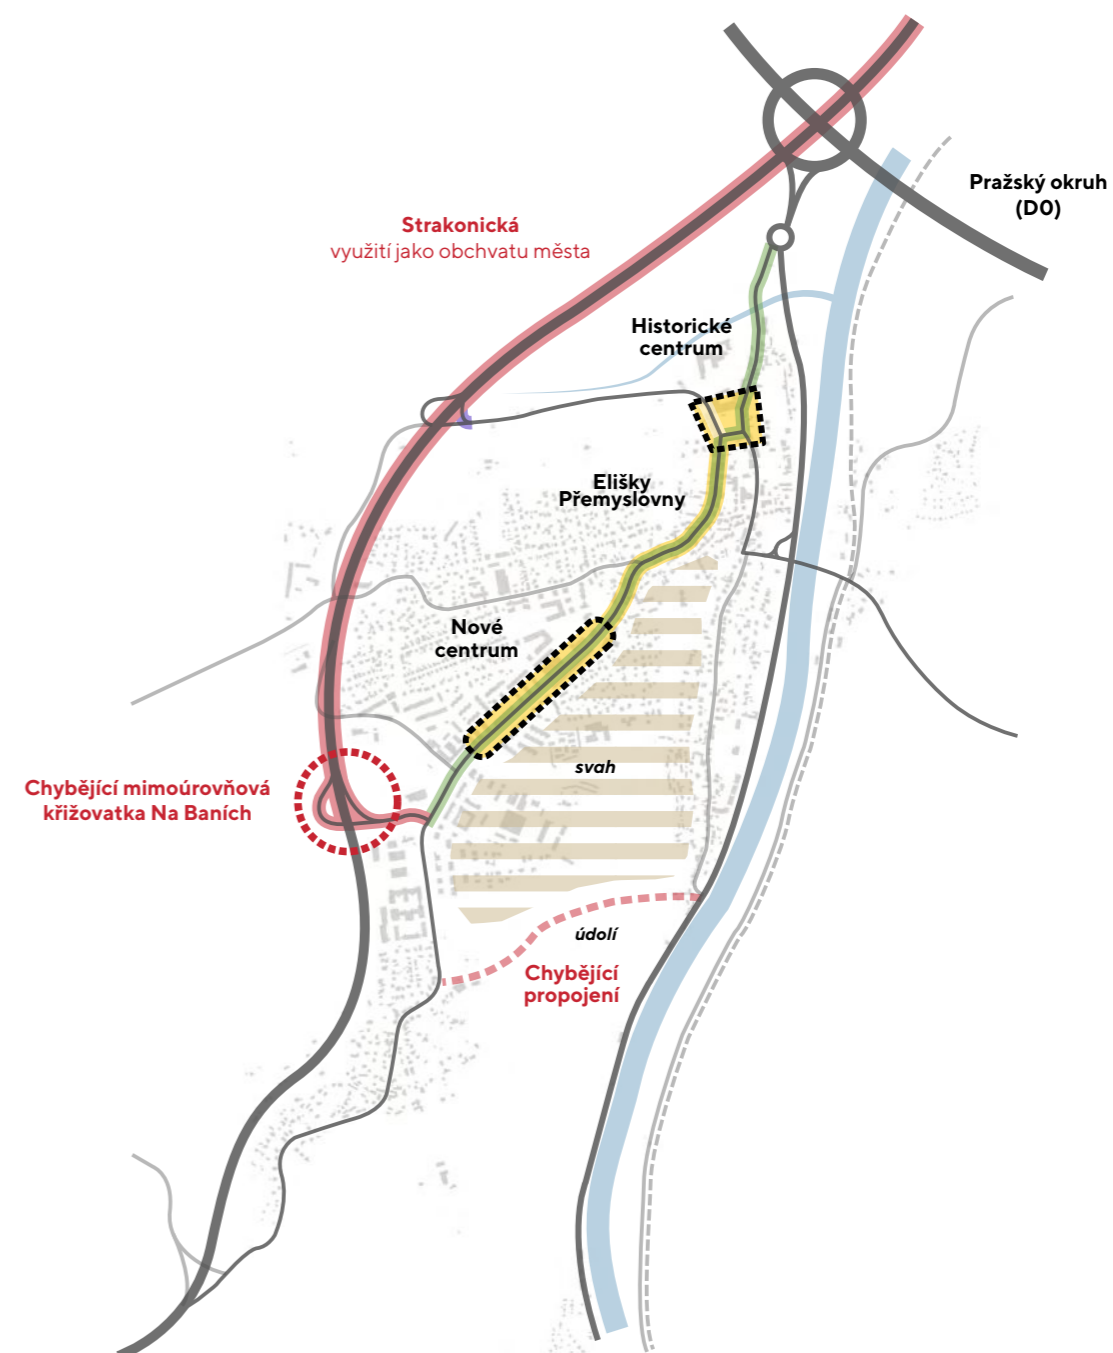 Pražský okruh
(D0)
Strakonická
využití jako obchvatu města
Historické
centrum
Elišky
Přemyslovny
Nové
centrum
svah
Chybějící mimoúrovňová
křižovatka Na Baních
údolí
Chybějící
propojení